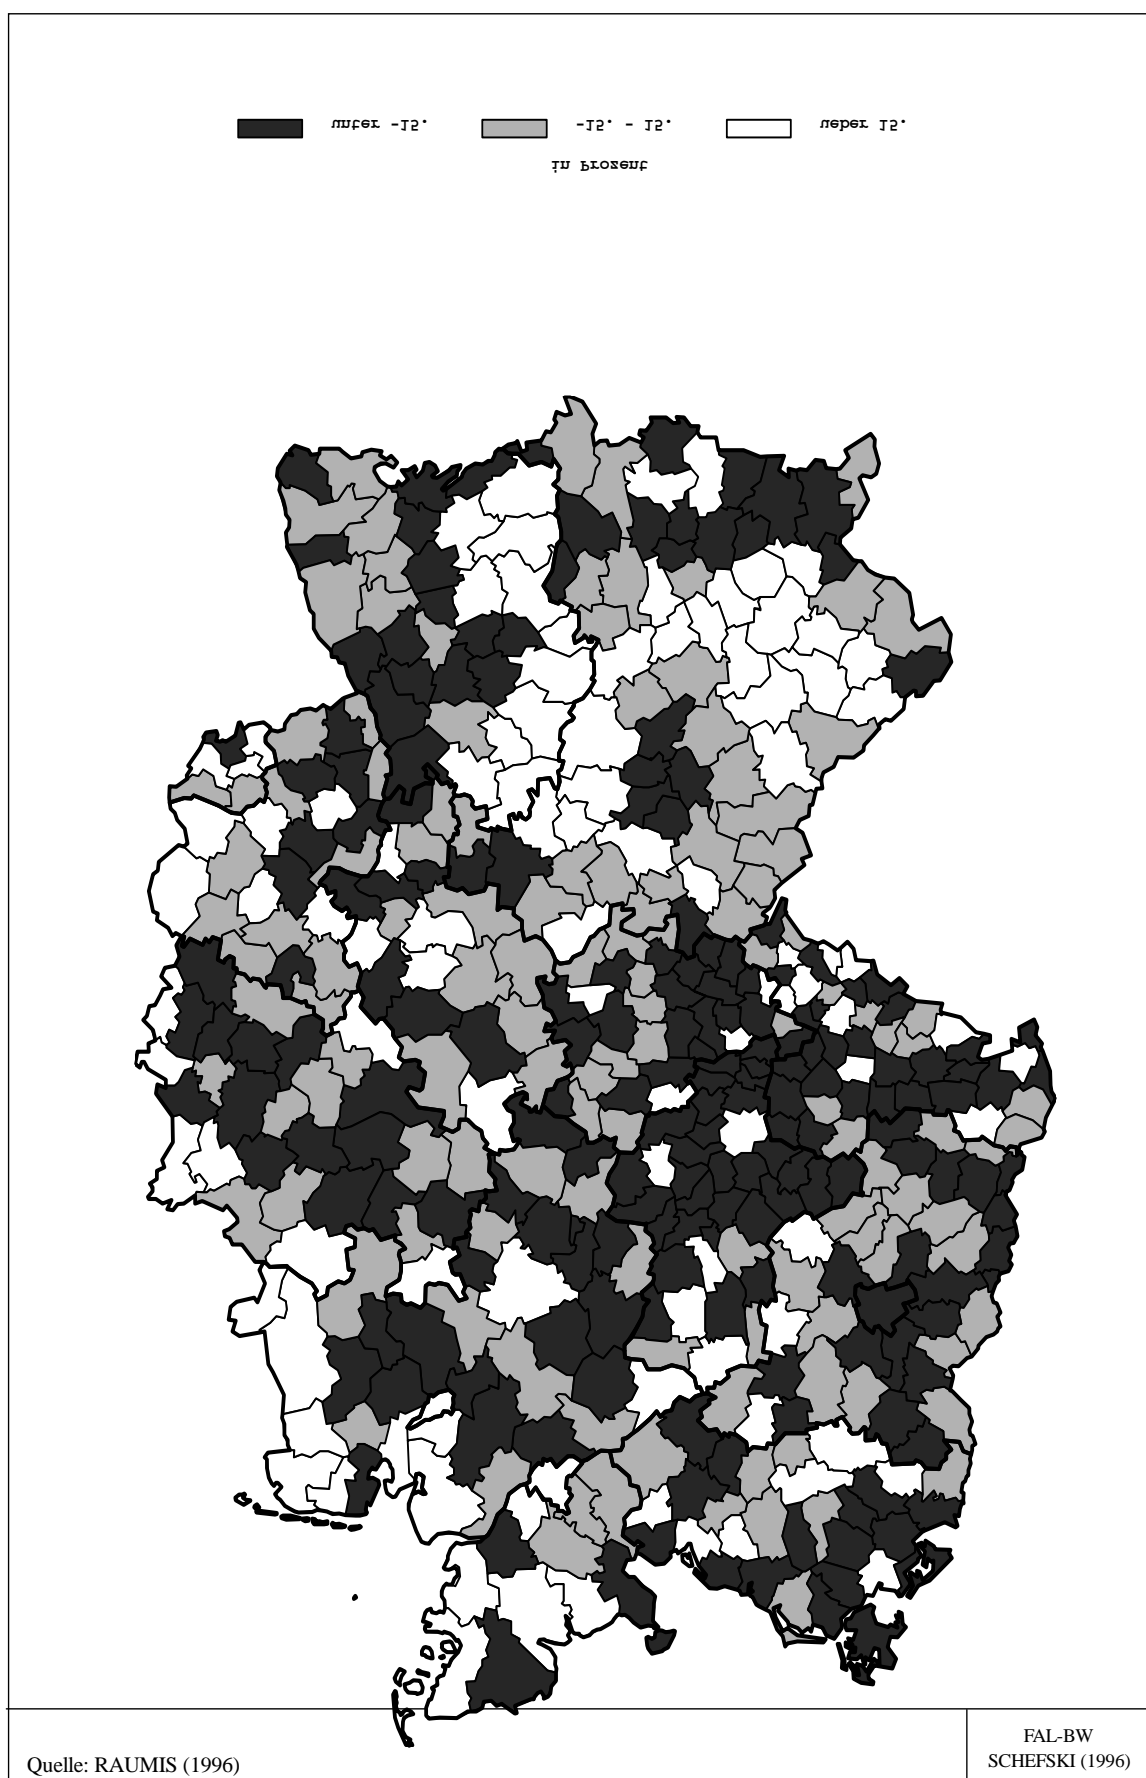 unter -15.
-15. - 15.
ueber 15.
in Prozent
Quelle: RAUMIS (1996)
FAL-BW
SCHEFSKI (1996)